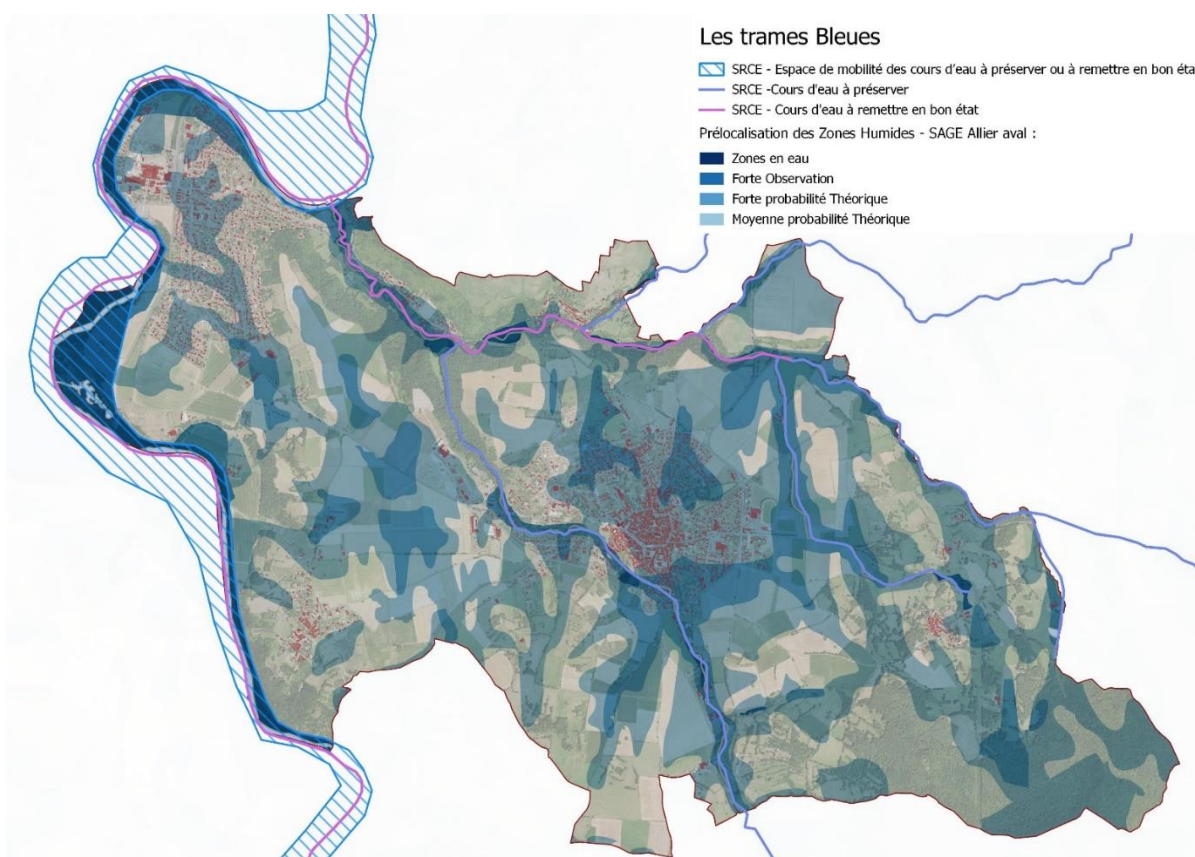 Les trames Bleues
SRCE - Espace de mobilité des cours d'eau à préserver ou à remettre en bon éta
SRCE -Cours d'eau à préserver
SRCE - Cours d'eau à remettre en bon état
Prélocalisation des Zones Humides - SAGE Allier aval :
Zones en eau
Forte Observation
Forte probabilité Théorique
Moyenne probabilité Théorique